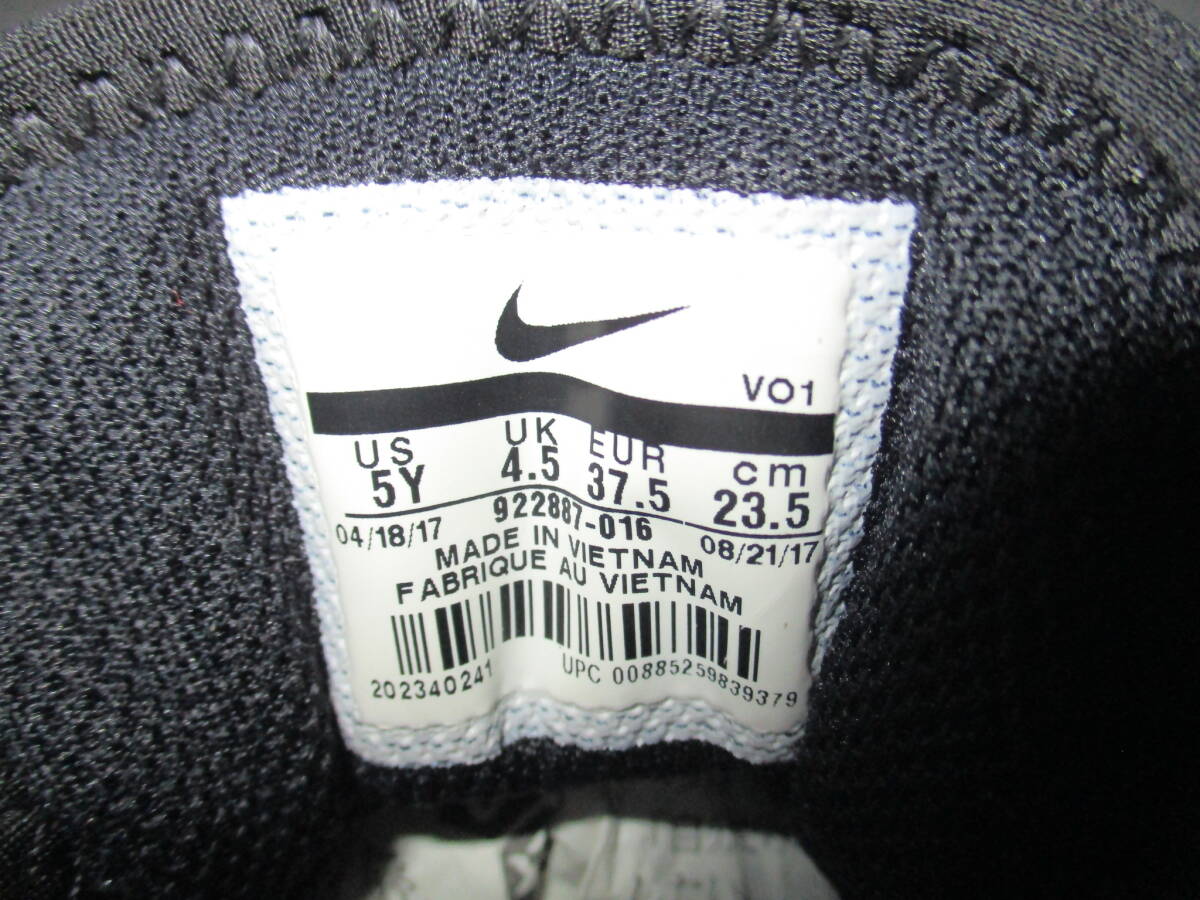 VO1
US UK EUR cm
5Y 4.5 37.5 23.5
922887-016
04/18/17 08/21/17
MADE IN VIETNAM
FABRIQUE AU VIETNAM
202340241 UPC 00885259839379